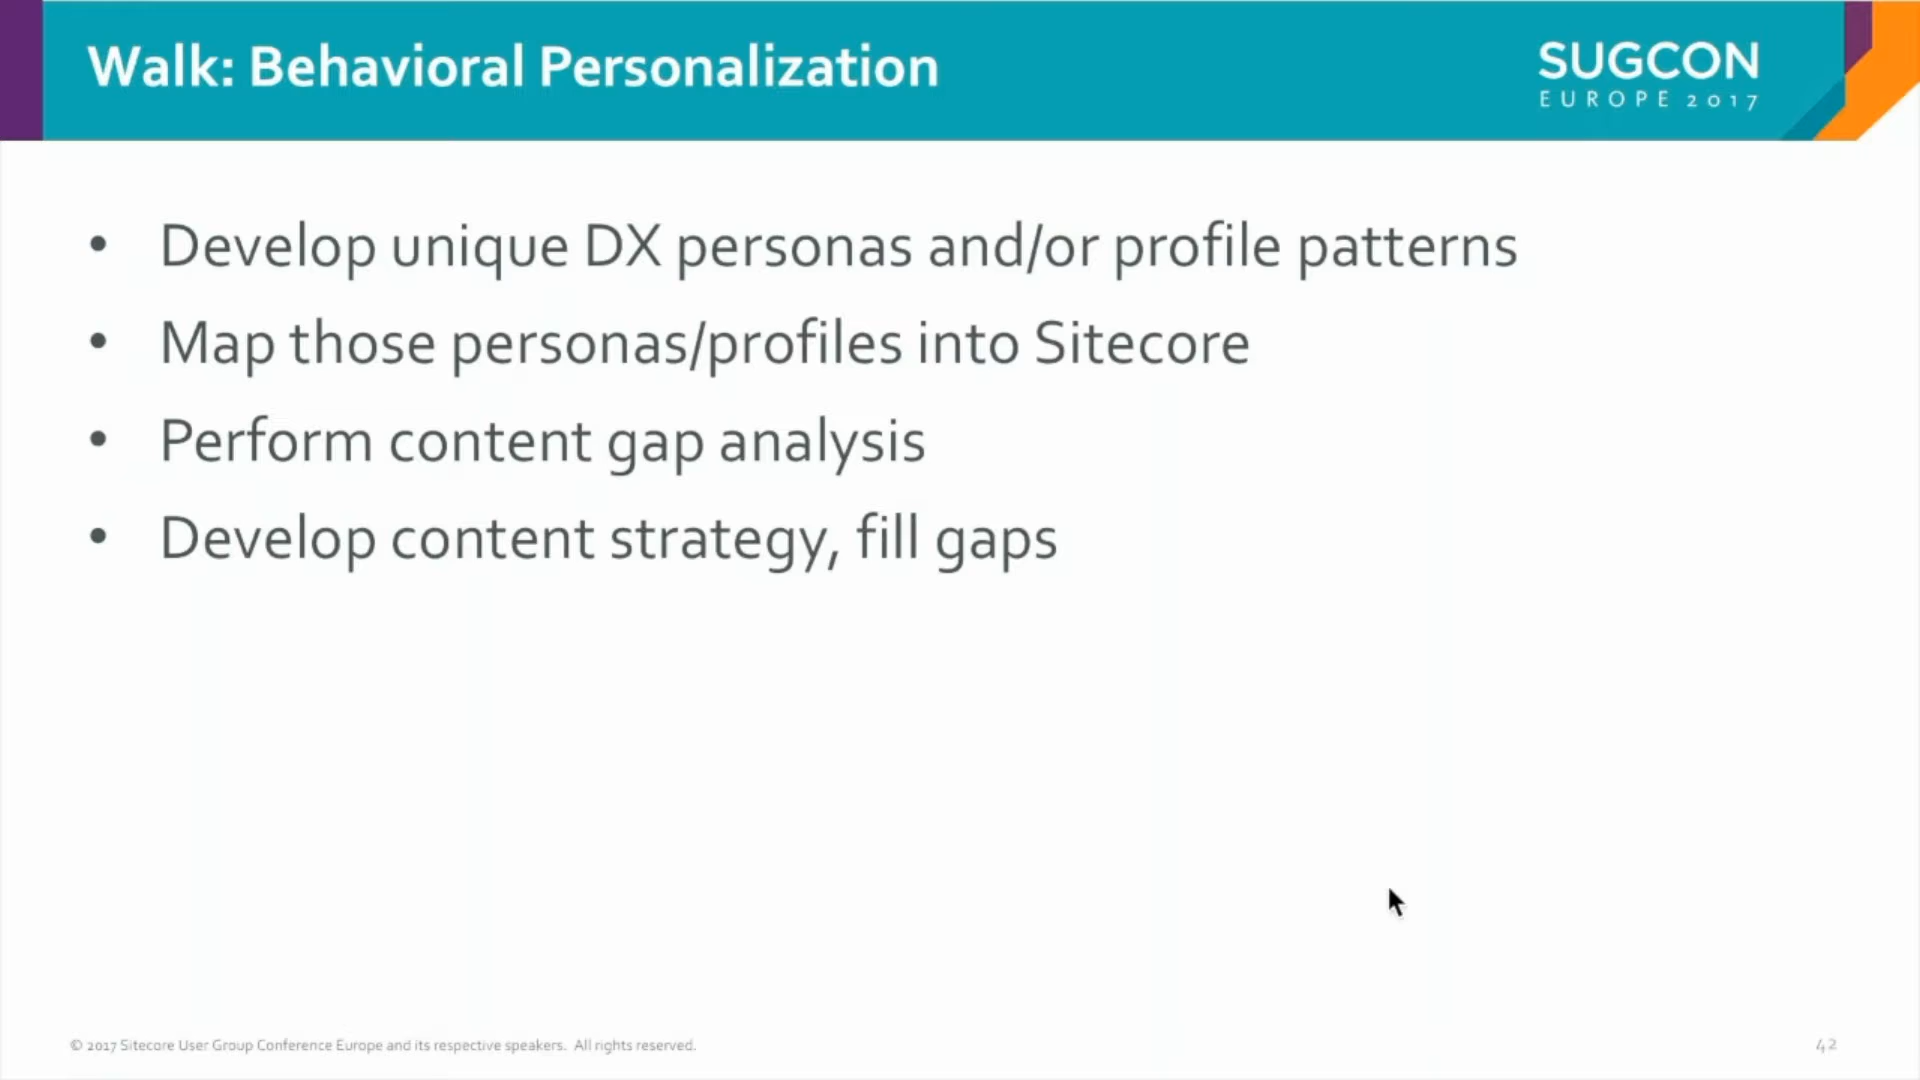 Walk: Behavioral Personalization
SUGCON
EUROPE 2017
• Develop unique DX personas and/or profile patterns
• Map those personas/profiles into Sitecore
• Perform content gap analysis
• Develop content strategy, fill gaps
© 2017 Sitecore User Group Conference Europe and its respective speakers. All rights reserved.
42